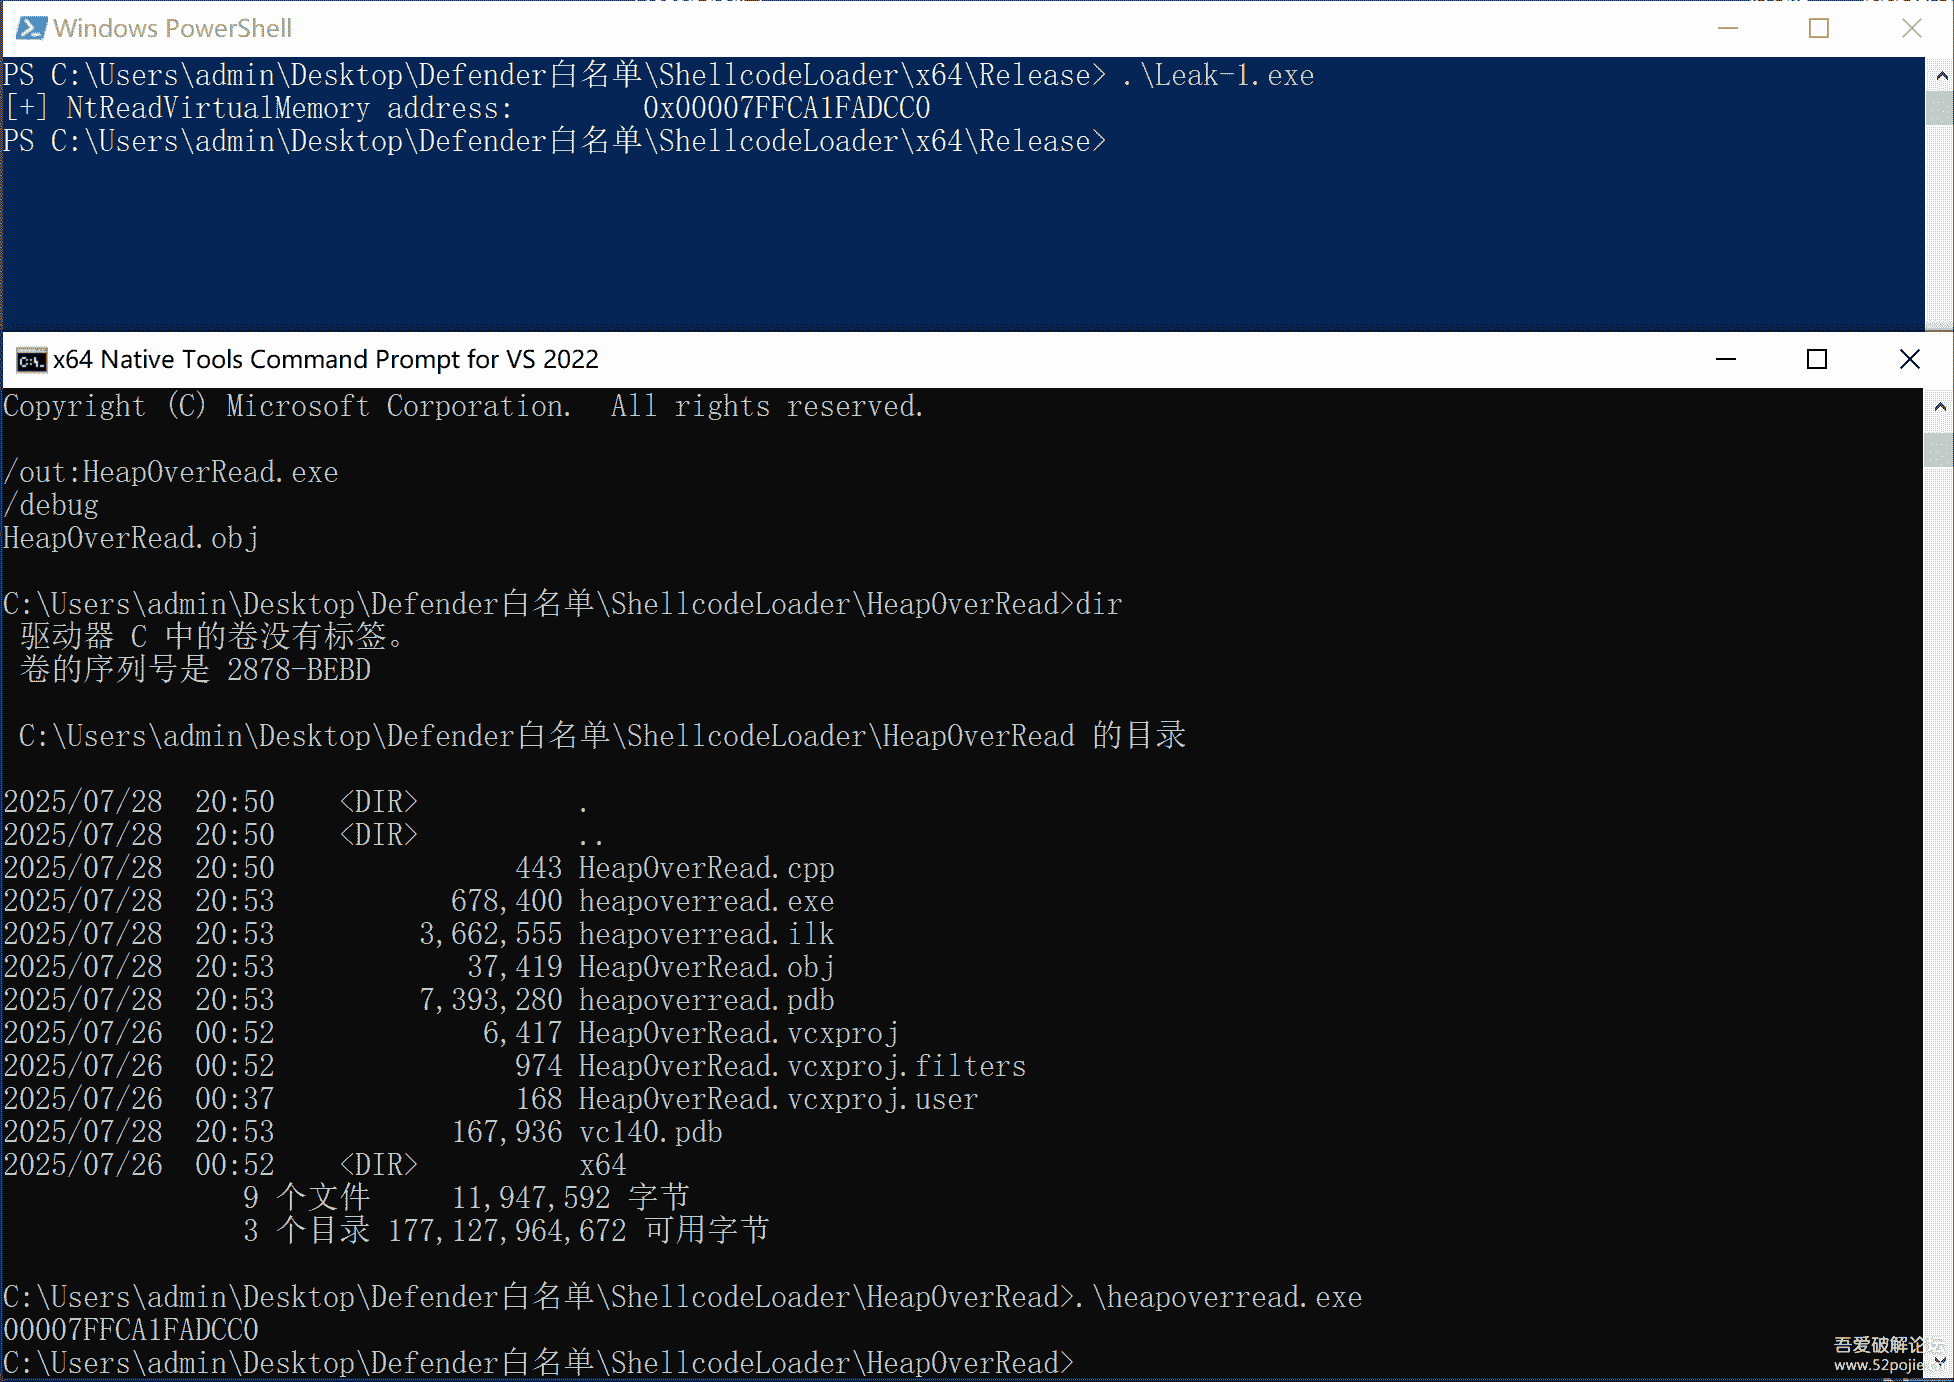 Windows PowerShell
PS C:\Users\admin\Desktop\Defender白名单\ShellcodeLoader\x64\Release> .\Leak-1.exe
[+] NtReadVirtualMemory address:        0x00007FFCA1FADCC0
PS C:\Users\admin\Desktop\Defender白名单\ShellcodeLoader\x64\Release>
x64 Native Tools Command Prompt for VS 2022
Copyright (C) Microsoft Corporation.  All rights reserved.
/out:HeapOverRead.exe
/debug
HeapOverRead.obj
C:\Users\admin\Desktop\Defender白名单\ShellcodeLoader\HeapOverRead>dir
 驱动器 C 中的卷没有标签。
 卷的序列号是 2878-BEBD
 C:\Users\admin\Desktop\Defender白名单\ShellcodeLoader\HeapOverRead 的目录
2025/07/28  20:50    <DIR>          .
2025/07/28  20:50    <DIR>          ..
2025/07/28  20:50               443 HeapOverRead.cpp
2025/07/28  20:53           678,400 heapoverread.exe
2025/07/28  20:53         3,662,555 heapoverread.ilk
2025/07/28  20:53            37,419 HeapOverRead.obj
2025/07/28  20:53         7,393,280 heapoverread.pdb
2025/07/26  00:52             6,417 HeapOverRead.vcxproj
2025/07/26  00:52               974 HeapOverRead.vcxproj.filters
2025/07/26  00:37               168 HeapOverRead.vcxproj.user
2025/07/28  20:53           167,936 vc140.pdb
2025/07/26  00:52    <DIR>          x64
               9 个文件     11,947,592 字节
               3 个目录 177,127,964,672 可用字节
C:\Users\admin\Desktop\Defender白名单\ShellcodeLoader\HeapOverRead>.\heapoverread.exe
00007FFCA1FADCC0
C:\Users\admin\Desktop\Defender白名单\ShellcodeLoader\HeapOverRead>
吾爱破解论坛
www.52pojie.cn